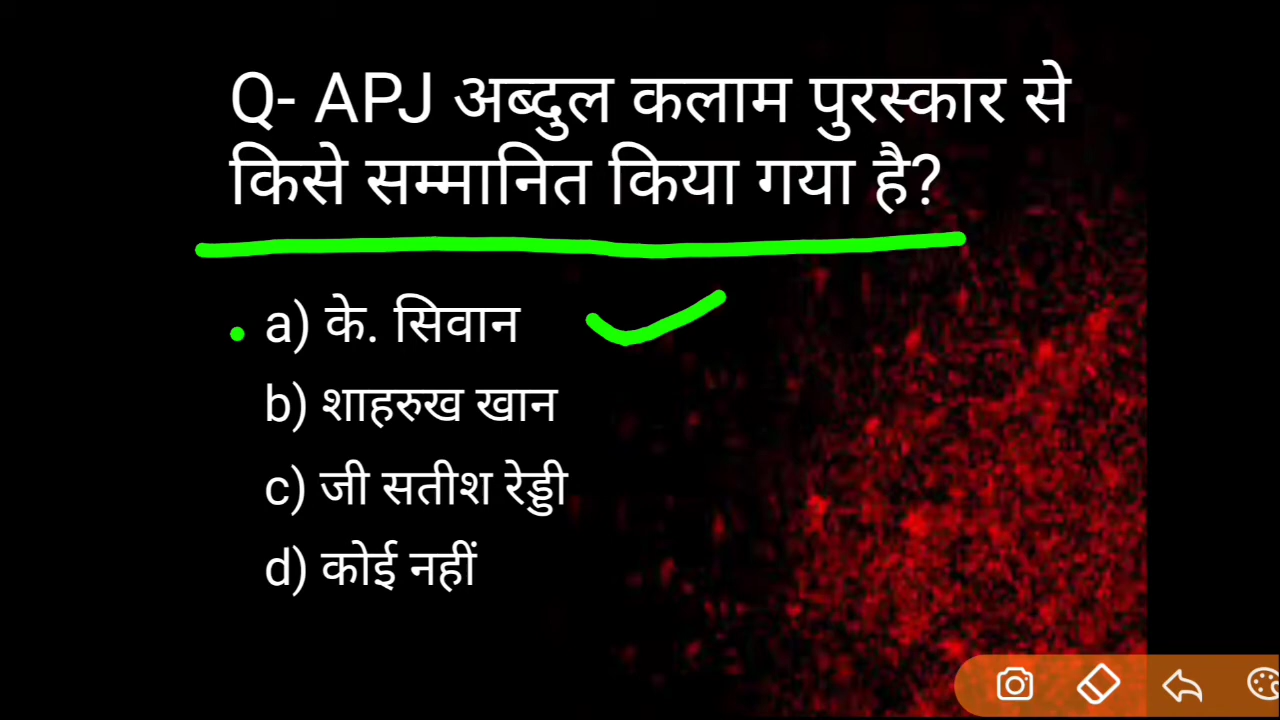 Q- APJ अब्दुल कलाम पुरस्कार से
किसे सम्मानित किया गया है?
a) के. सिवान
b) शाहरुख खान
c) जी सतीश रेड्डी
d) कोई नहीं